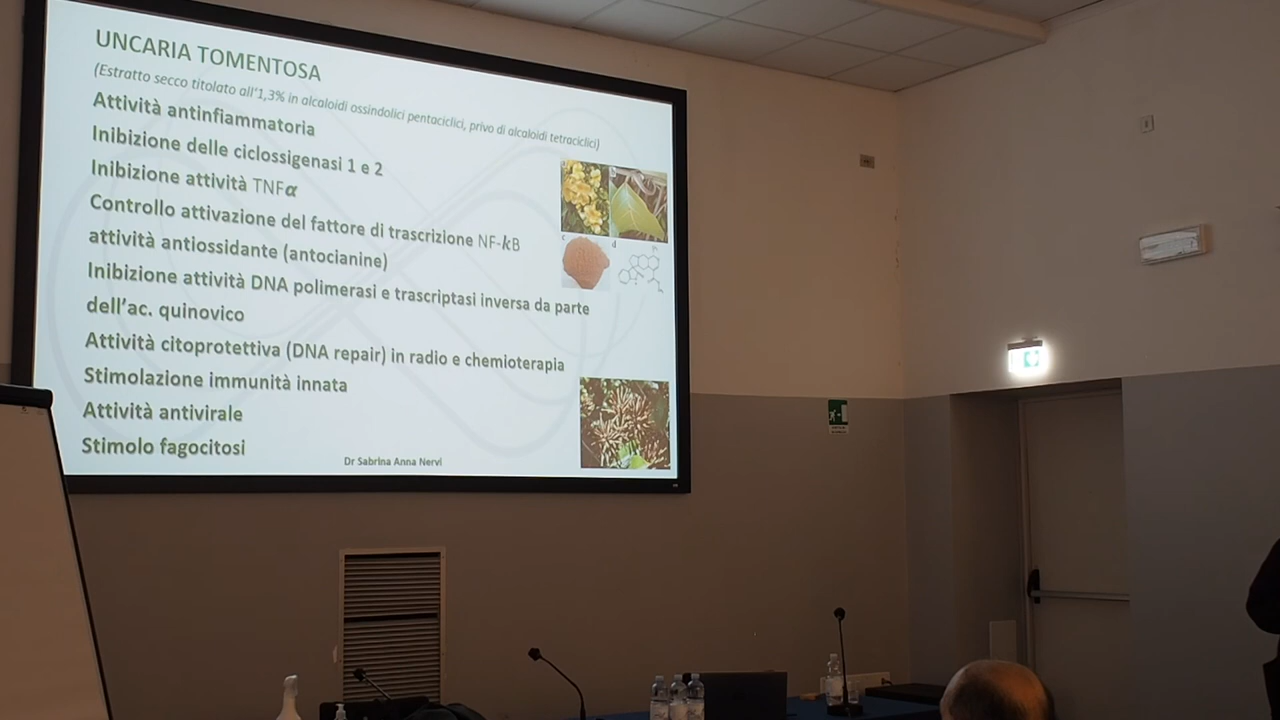 UNCARIA TOMENTOSA
(Estratto secco titolato all'1,3% in alcaloidi ossindolici pentaciclici, privo di alcaloidi tetraciclici)
Attività antinfiammatoria
Inibizione delle ciclossigenasi 1 e 2
Inibizione attività TNFα
Controllo attivazione del fattore di trascrizione NF-kB
attività antiossidante (antocianine)
Inibizione attività DNA polimerasi e trascriptasi inversa da parte
dell'ac. quinovico
Attività citoprotettiva (DNA repair) in radio e chemioterapia
Stimolazione immunità innata
Attività antivirale
Stimolo fagocitosi
Dr Sabrina Anna Nervi